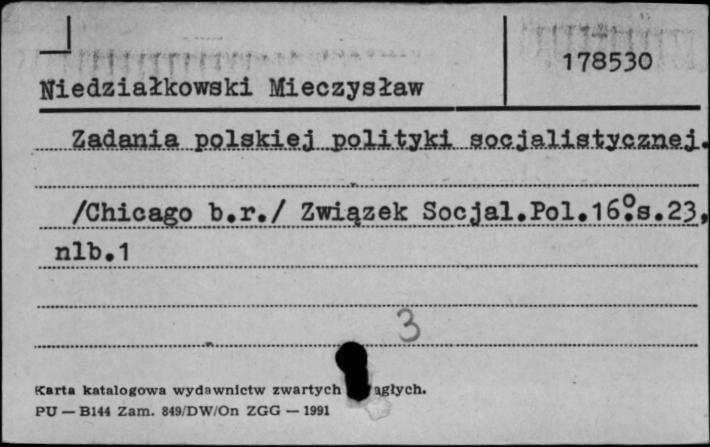 178530
Niedziałkowski Mieczysław
Zadania polskiej polityki socjalistycznej.
/Chicago b.r./ Związek Socjal.Pol.16°.s.23,
nlb.1
3
Karta katalogowa wydawnictw zwartych
PU — B144 Zam. 849/DW/On ZGG — 1991